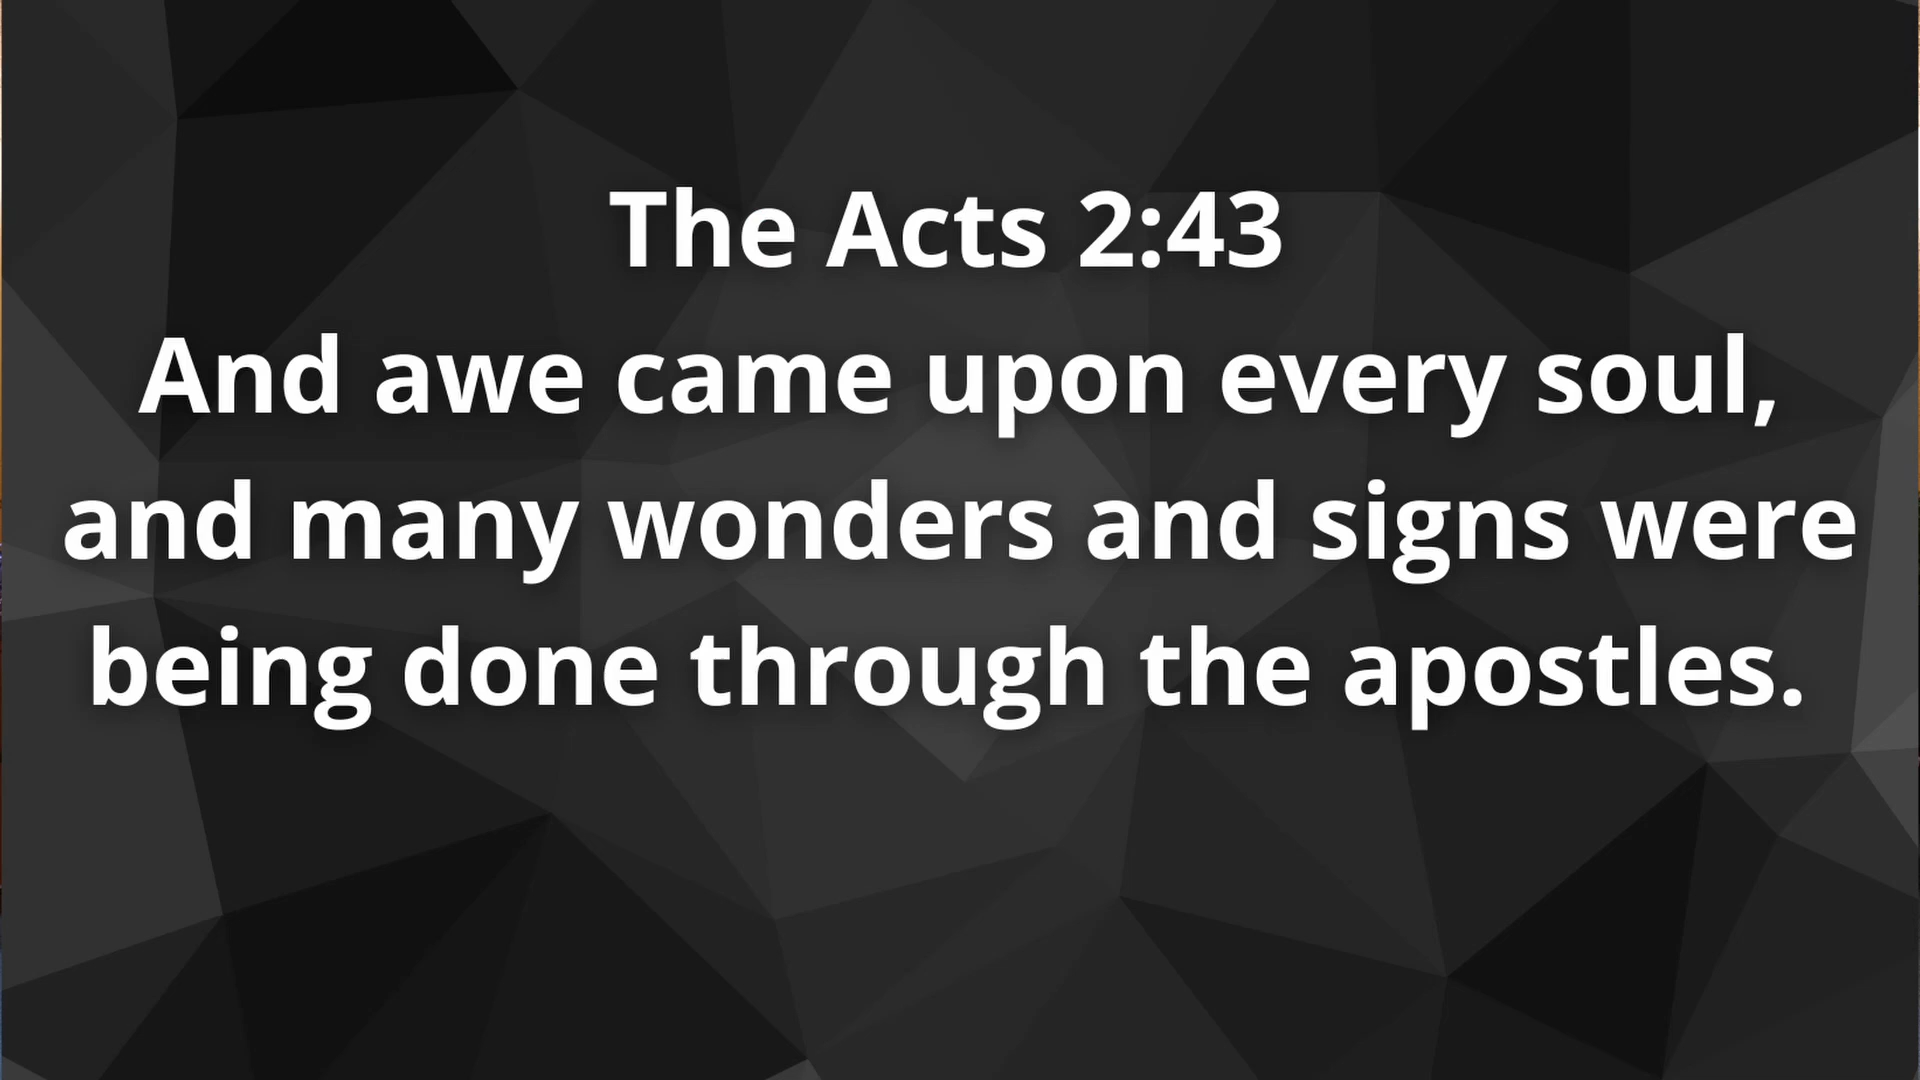 The Acts 2:43
And awe came upon every soul,
and many wonders and signs were
being done through the apostles.